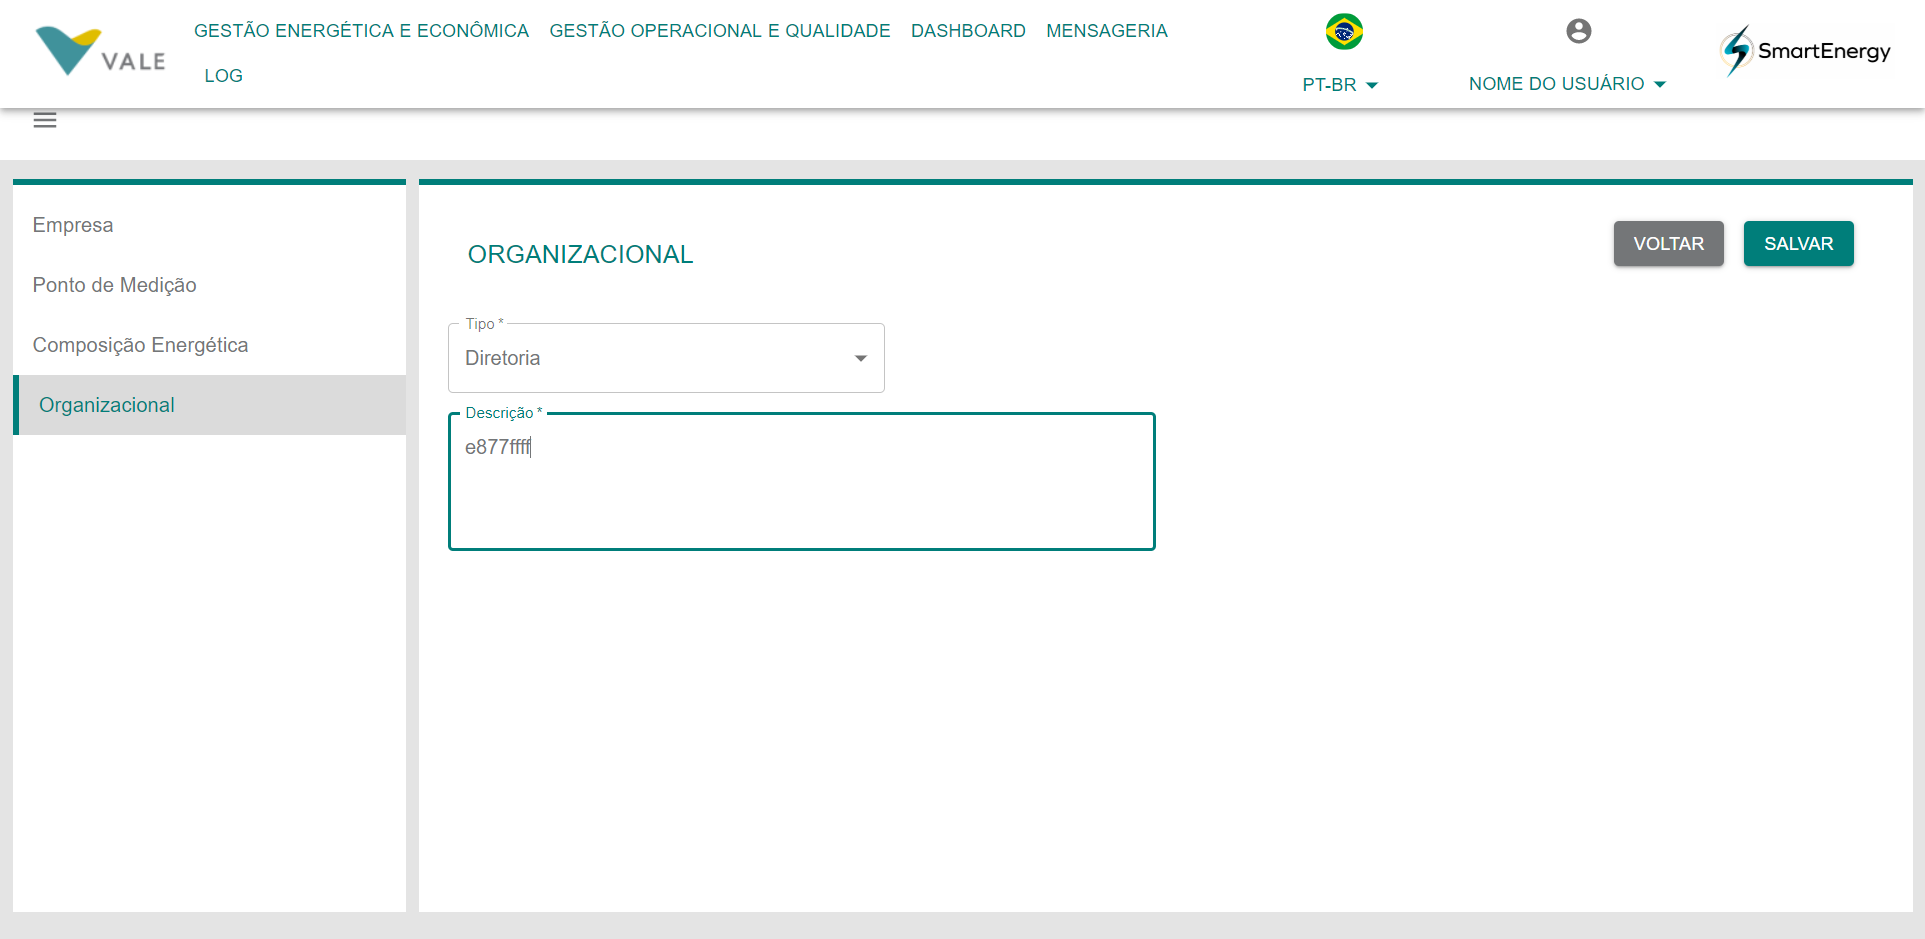 VALE
GESTÃO ENERGÉTICA E ECONÔMICA GESTÃO OPERACIONAL E QUALIDADE DASHBOARD MENSAGERIA
LOG
PT-BR
NOME DO USUÁRIO
SmartEnergy
Empresa
Ponto de Medição
Composição Energética
Organizacional
ORGANIZACIONAL
VOLTAR
SALVAR
Tipo *
Diretoria
Descrição *
e877ffff